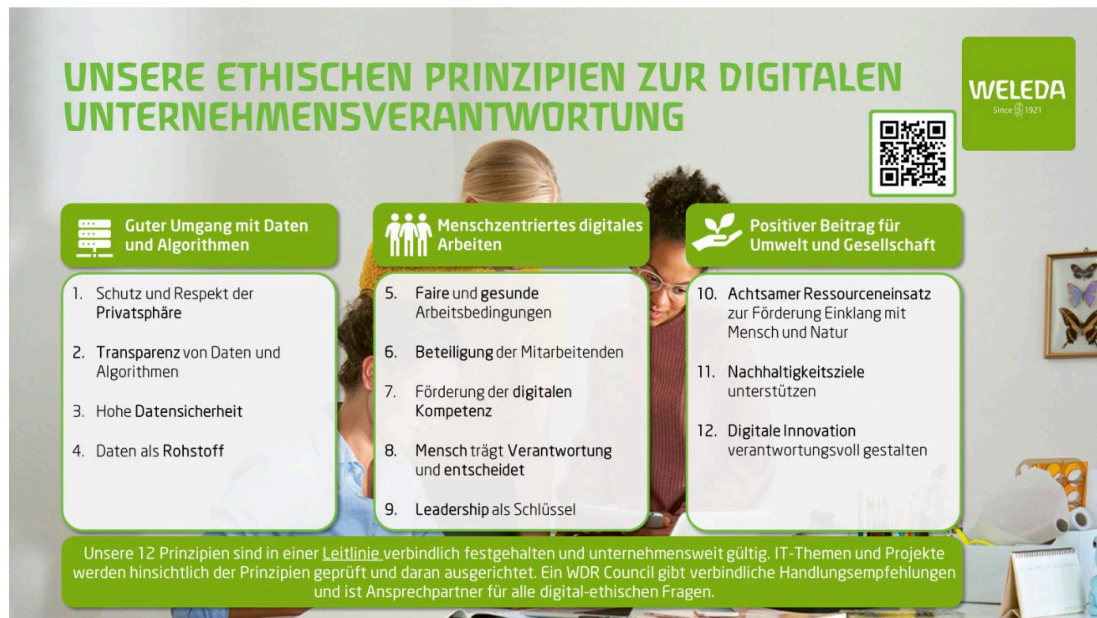 UNSERE ETHISCHEN PRINZIPIEN ZUR DIGITALEN
UNTERNEHMENSVERANTWORTUNG
WELEDA
Since 1921
Guter Umgang mit Daten
und Algorithmen
1. Schutz und Respekt der
Privatsphäre
2. Transparenz von Daten und
Algorithmen
3. Hohe Datensicherheit
4. Daten als Rohstoff
Menschzentriertes digitales
Arbeiten
5. Faire und gesunde
Arbeitsbedingungen
6. Beteiligung der Mitarbeitenden
7. Förderung der digitalen
Kompetenz
8. Mensch trägt Verantwortung
und entscheidet
9. Leadership als Schlüssel
Positiver Beitrag für
Umwelt und Gesellschaft
10. Achtsamer Ressourceneinsatz
zur Förderung Einklang mit
Mensch und Natur
11. Nachhaltigkeitsziele
unterstützen
12. Digitale Innovation
verantwortungsvoll gestalten
Unsere 12 Prinzipien sind in einer Leitlinie verbindlich festgehalten und unternehmensweit gültig. IT-Themen und Projekte
werden hinsichtlich der Prinzipien geprüft und daran ausgerichtet. Ein WDR Council gibt verbindliche Handlungsempfehlungen
und ist Ansprechpartner für alle digital-ethischen Fragen.